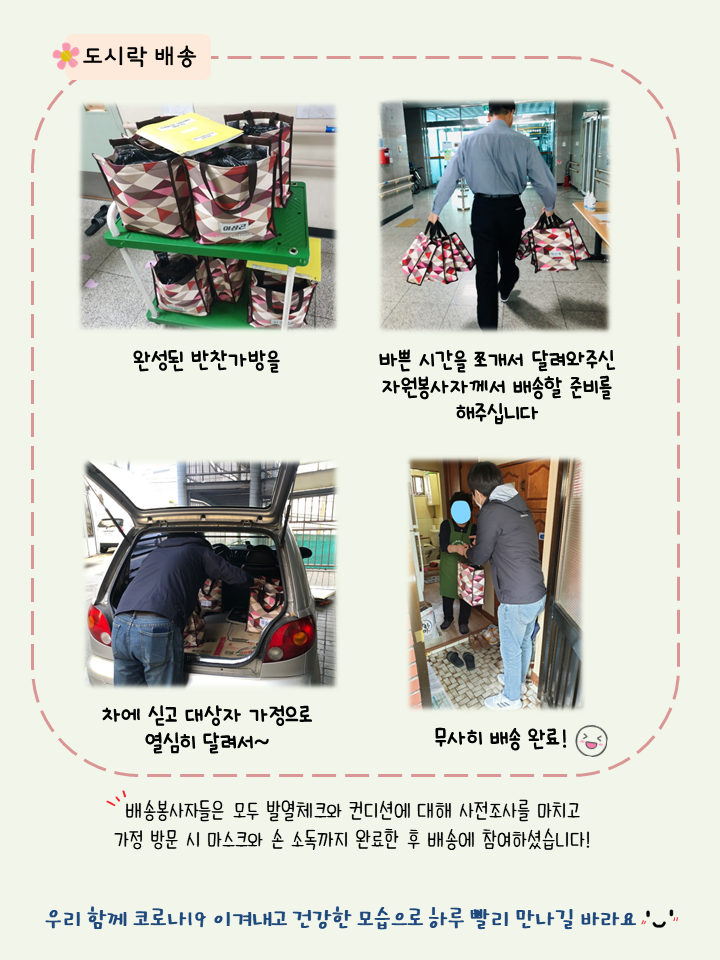 도시락 배송
완성된 반찬가방을
바쁜 시간을 쪼개서 달려와주신
자원봉사자께서 배송할 준비를
해주십니다
차에 싣고 대상자 가정으로
열심히 달려서~
무사히 배송 완료!
배송봉사자들은 모두 발열체크와 컨디션에 대해 사전조사를 마치고
가정 방문 시 마스크와 손 소독까지 완료한 후 배송에 참여하셨습니다!
우리 함께 코로나19 이겨내고 건강한 모습으로 하루 빨리 만나길 바라요